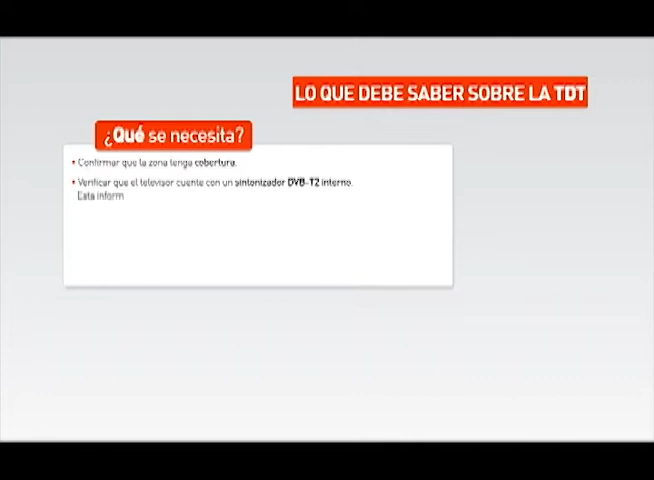 LO QUE DEBE SABER SOBRE LA TDT
¿Qué se necesita?
• Confirmar que la zona tenga cobertura.
• Verificar que el televisor cuente con un sintonizador DVB-T2 interno.
Esta inform